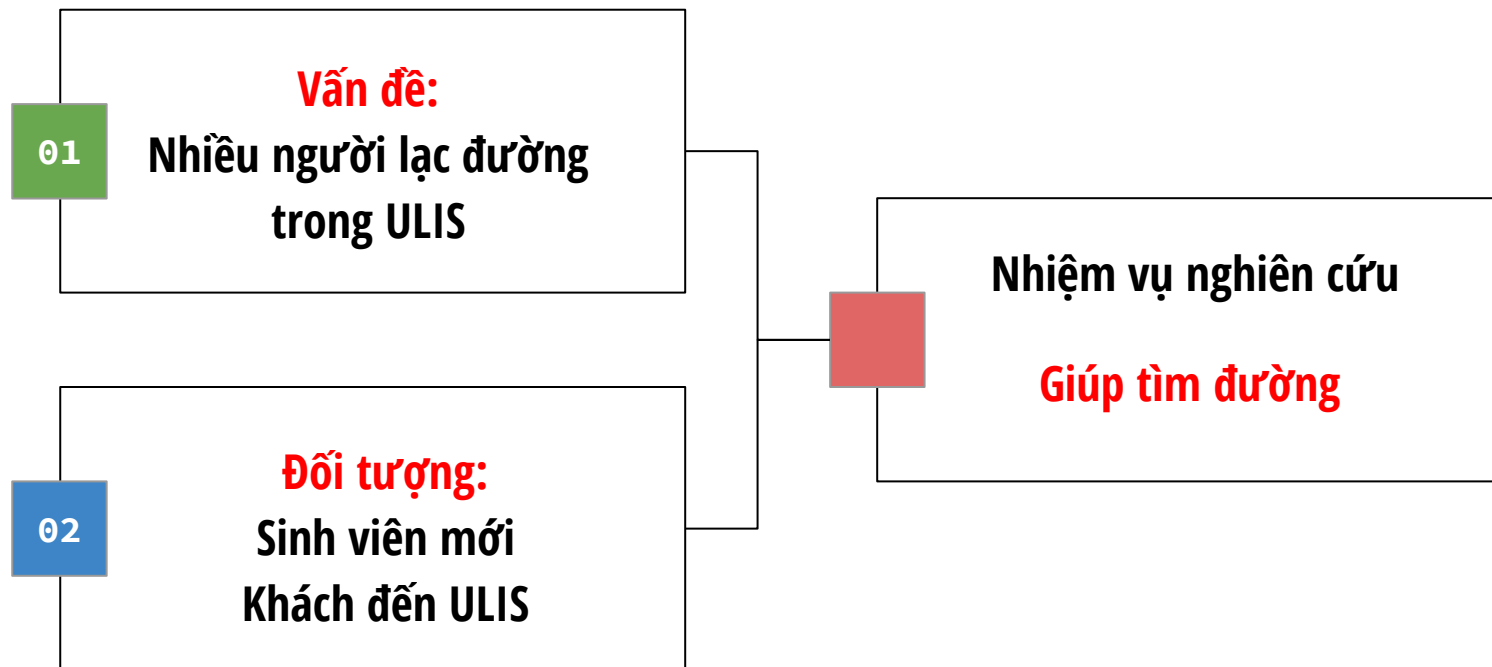 01
Vấn đề:
Nhiều người lạc đường
trong ULIS
02
Đối tượng:
Sinh viên mới
Khách đến ULIS
Nhiệm vụ nghiên cứu
Giúp tìm đường